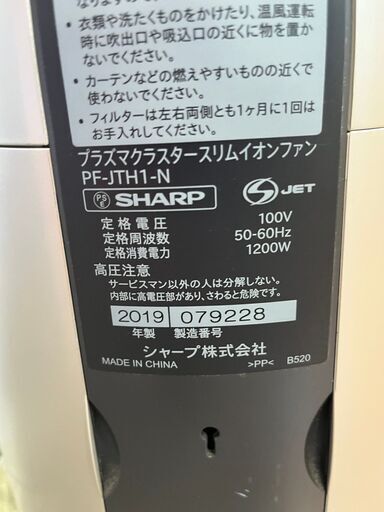 なりますので
・衣類や洗たくものをかけたり、温風運転
時に吹出口や吸込口の近くに物を置か
ないでください。
・カーテンなどの燃えやすいものの近くで
使わないでください。
・フィルターは左右両側とも1ヶ月に1回は
お手入れしてください。
プラズマクラスタースリムイオンファン
PF-JTH1-N
PS E SHARP S JET
定格電圧 100V
定格周波数 50-60Hz
定格消費電力 1200W
高圧注意
サービスマン以外の人は分解しない。
内部に高電圧部があり、さわると危険です。
2019 079228
年製 製造番号
シャープ株式会社
MADE IN CHINA >PP< B520